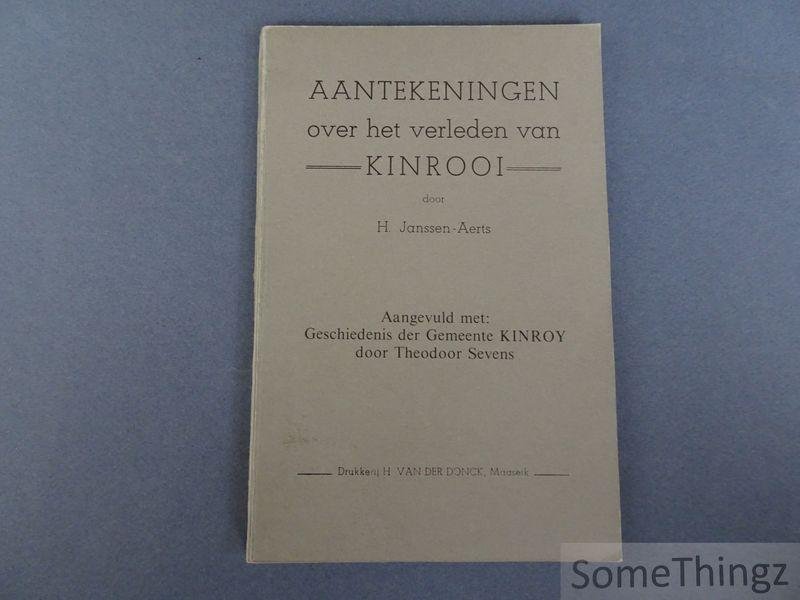 AANTEKENINGEN
over het verleden van
KINROOI
door
H. Janssen-Aerts
Aangevuld met:
Geschiedenis der Gemeente KINROY
door Theodoor Sevens
Drukkerij H. VAN DER DONCK, Maaseik
SomeThingz